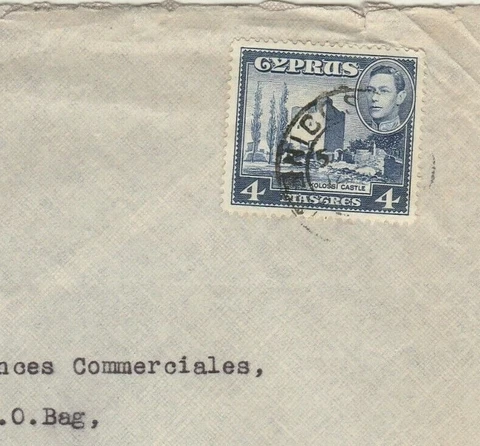 CYPRUS
KOLOSSI CASTLE
4 PIASTRES 4
nces Commerciales,
.O.Bag,